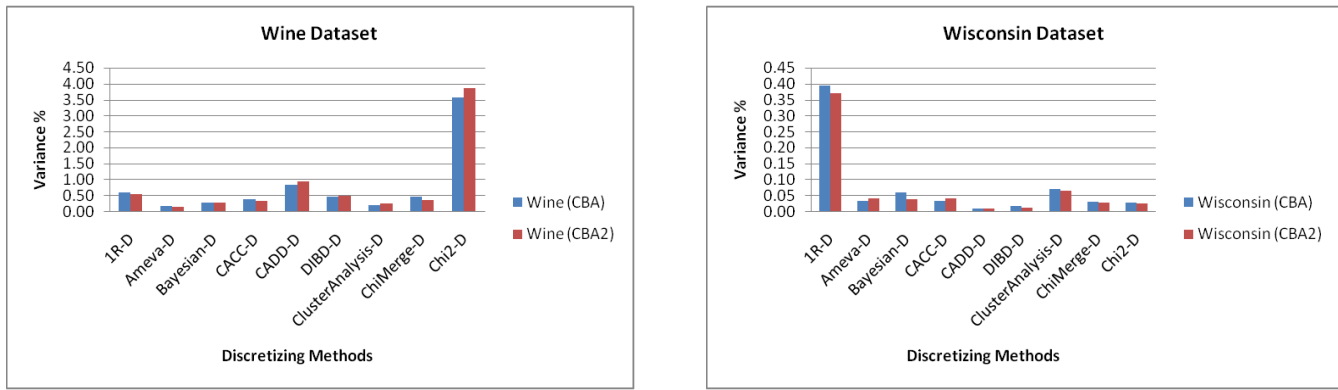 Wine Dataset
Variance %
4.50
4.00
3.50
3.00
2.50
2.00
1.50
1.00
0.50
0.00
1R-D
Ameva-D
Bayesian-D
CACC-D
CADD-D
DIBD-D
ClusterAnalysis-D
ChiMerge-D
Chi2-D
Discretizing Methods
Wine (CBA)
Wine (CBA2)
Wisconsin Dataset
Variance %
0.45
0.40
0.35
0.30
0.25
0.20
0.15
0.10
0.05
0.00
1R-D
Ameva-D
Bayesian-D
CACC-D
CADD-D
DIBD-D
ClusterAnalysis-D
ChiMerge-D
Chi2-D
Discretizing Methods
Wisconsin (CBA)
Wisconsin (CBA2)